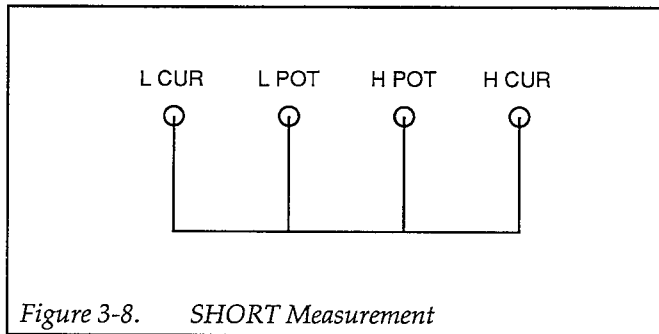 L CUR L POT H POT H CUR
Figure 3-8. SHORT Measurement